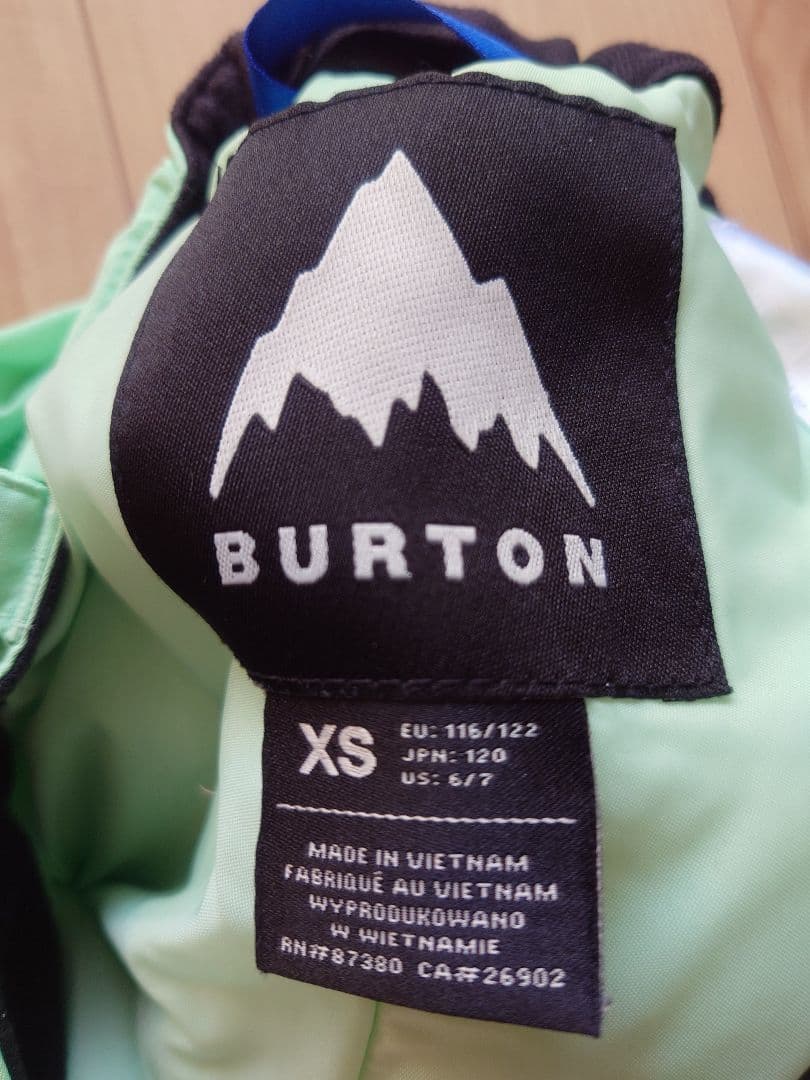 BURTON
XS
EU: 116/122
JPN: 120
US: 6/7
MADE IN VIETNAM
FABRIQUÉ AU VIETNAM
WYPRODUKOWANO
W WIETNAMIE
RN#87380 CA#26902